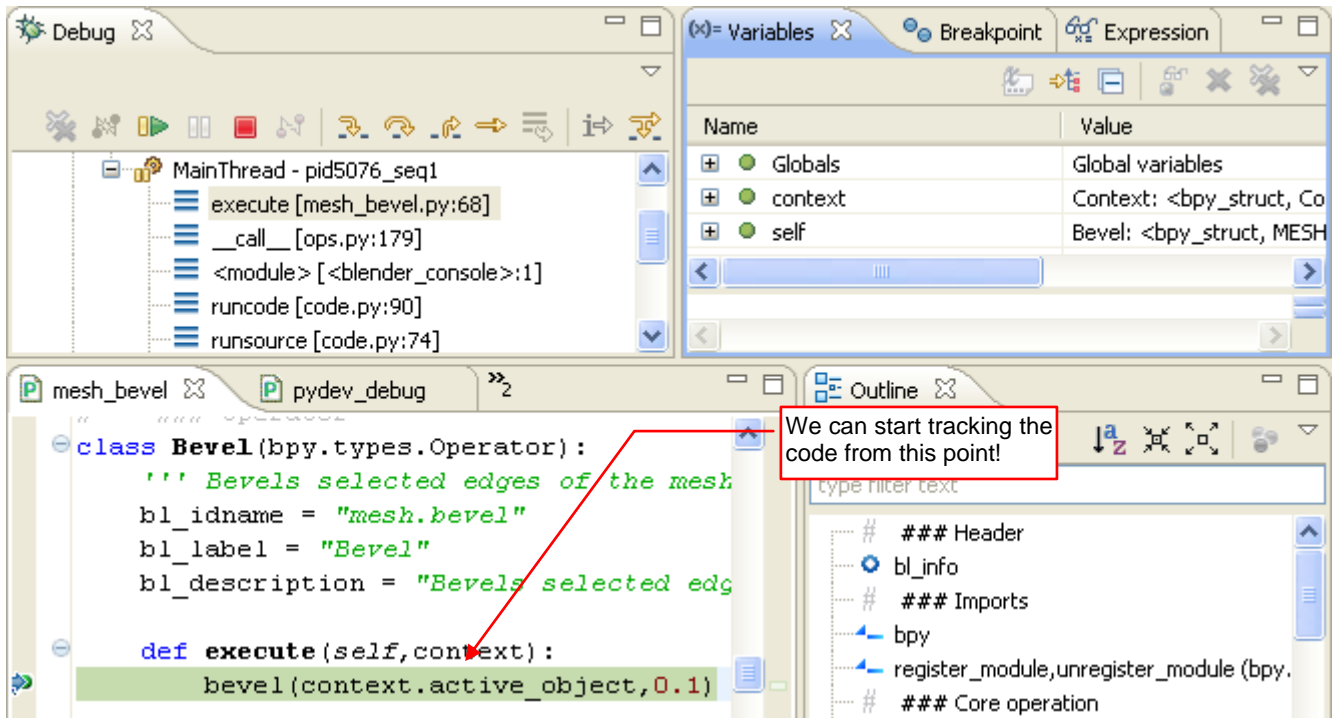 Debug
(x)= Variables
Breakpoint
Expression
Name Value
MainThread - pid5076_seq1
execute [mesh_bevel.py:68]
__call__ [ops.py:179]
<module> [<blender_console>:1]
runcode [code.py:90]
runsource [code.py:74]
Globals Global variables
context Context: <bpy_struct, Co
self Bevel: <bpy_struct, MESH
mesh_bevel
pydev_debug
»2
Outline
We can start tracking the
code from this point!
type filter text
# ### Operator
class Bevel(bpy.types.Operator):
''' Bevels selected edges of the mesh
bl_idname = "mesh.bevel"
bl_label = "Bevel"
bl_description = "Bevels selected edg
def execute(self,context):
bevel(context.active_object,0.1)
# ### Header
bl_info
# ### Imports
bpy
register_module,unregister_module (bpy.
# ### Core operation